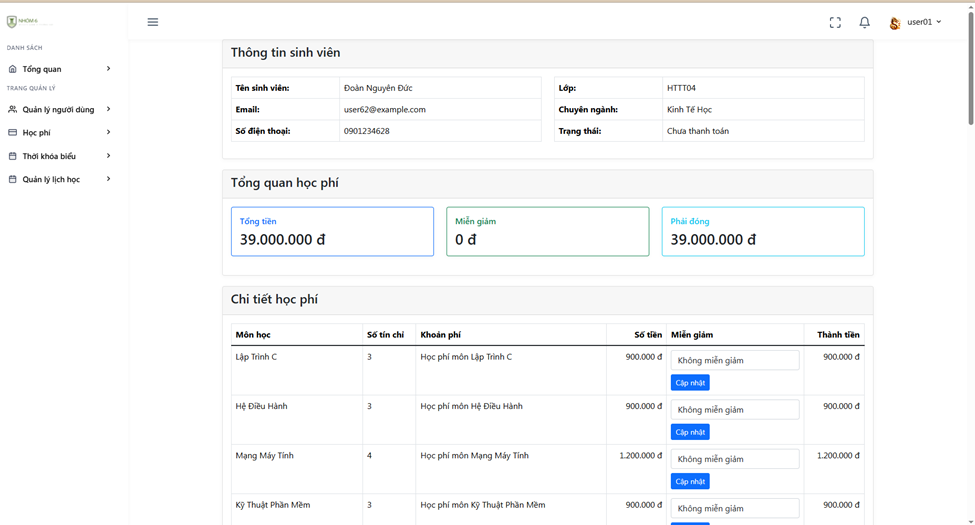 NHÓM 6
user01
DANH SÁCH
Tổng quan
TRANG QUẢN LÝ
Quản lý người dùng
Học phí
Thời khóa biểu
Quản lý lịch học
Thông tin sinh viên
Tên sinh viên: Đoàn Nguyên Đức
Email: user62@example.com
Số điện thoại: 0901234628
Lớp: HTTT04
Chuyên ngành: Kinh Tế Học
Trạng thái: Chưa thanh toán
Tổng quan học phí
Tổng tiền
39.000.000 đ
Miễn giảm
0 đ
Phải đóng
39.000.000 đ
Chi tiết học phí
Môn học Số tín chỉ Khoản phí Số tiền Miễn giảm Thành tiền
Lập Trình C 3 Học phí môn Lập Trình C 900.000 đ Không miễn giảm 900.000 đ
Cập nhật
Hệ Điều Hành 3 Học phí môn Hệ Điều Hành 900.000 đ Không miễn giảm 900.000 đ
Cập nhật
Mạng Máy Tính 4 Học phí môn Mạng Máy Tính 1.200.000 đ Không miễn giảm 1.200.000 đ
Cập nhật
Kỹ Thuật Phần Mềm 3 Học phí môn Kỹ Thuật Phần Mềm 900.000 đ Không miễn giảm 900.000 đ